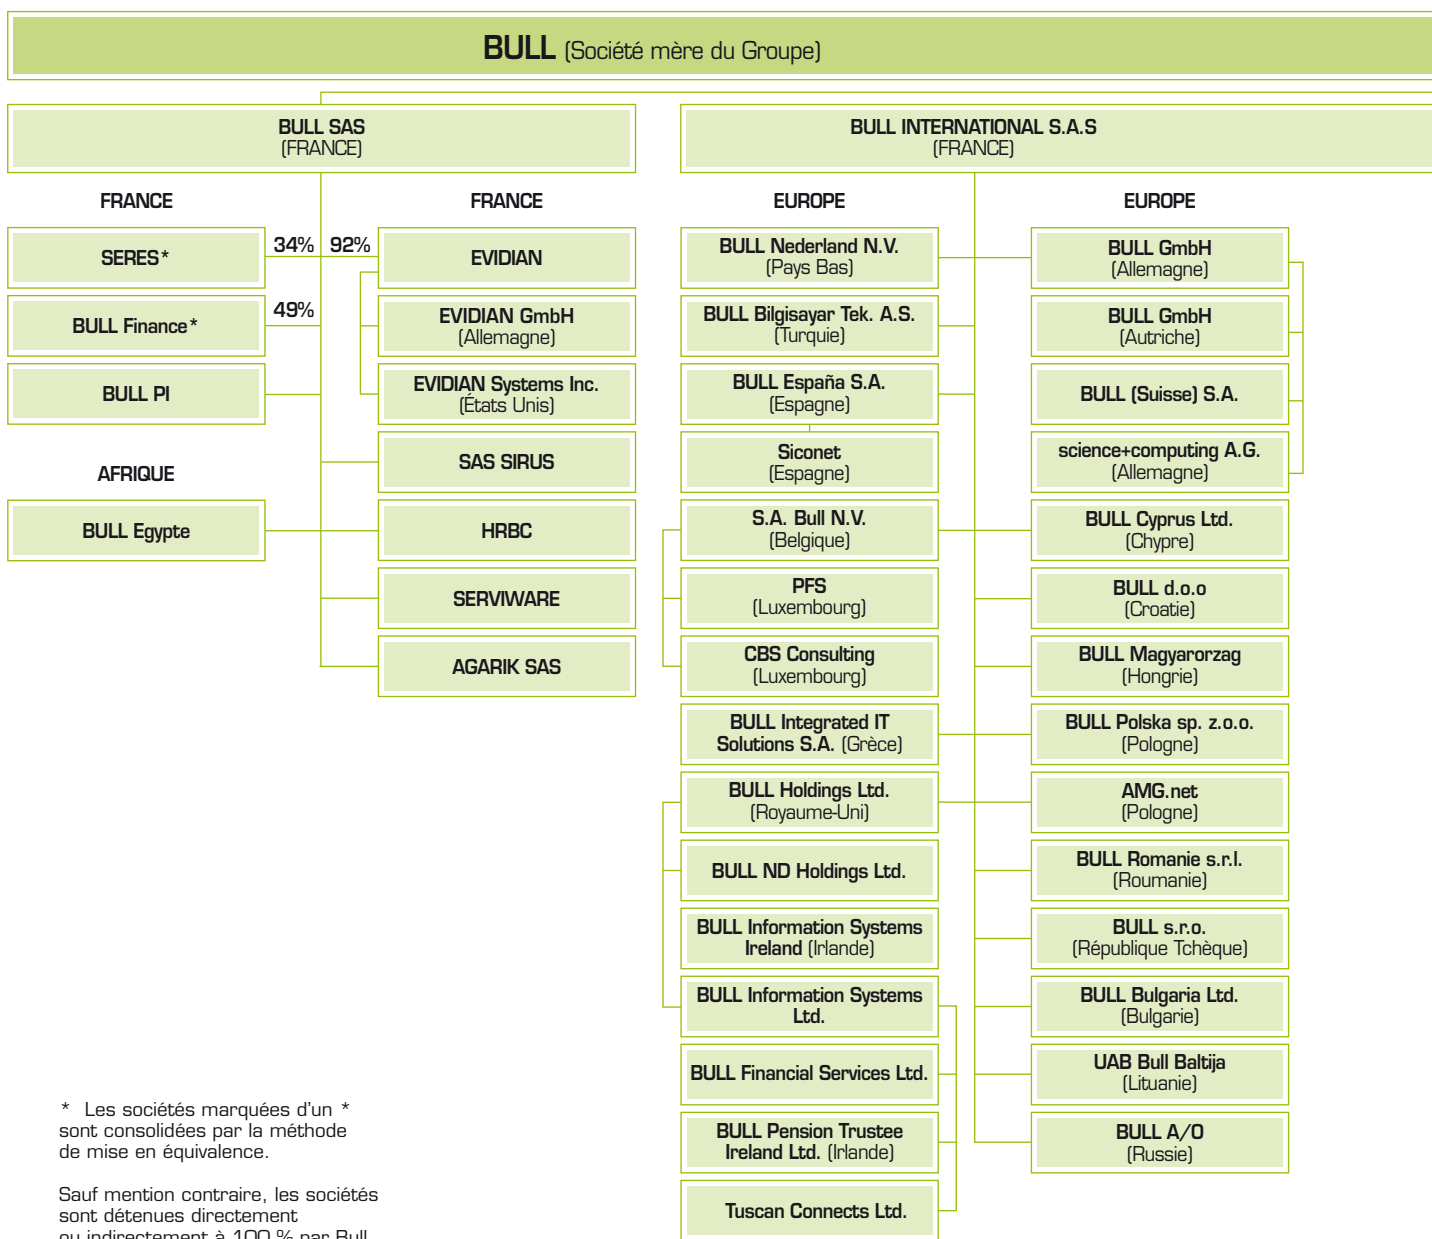 BULL (Société mère du Groupe)
BULL SAS
(FRANCE)
FRANCE
FRANCE
SERES*
34%
92%
EVIDIAN
BULL Finance*
49%
EVIDIAN GmbH
(Allemagne)
BULL PI
EVIDIAN Systems Inc.
(États Unis)
SAS SIRUS
AFRIQUE
BULL Egypte
HRBC
SERVIWARE
AGARIK SAS
BULL INTERNATIONAL S.A.S
(FRANCE)
EUROPE
BULL Nederland N.V.
(Pays Bas)
BULL Bilgisayar Tek. A.S.
(Turquie)
BULL España S.A.
(Espagne)
Siconet
(Espagne)
S.A. Bull N.V.
(Belgique)
PFS
(Luxembourg)
CBS Consulting
(Luxembourg)
BULL Integrated IT
Solutions S.A. (Grèce)
BULL Holdings Ltd.
(Royaume-Uni)
BULL ND Holdings Ltd.
BULL Information Systems
Ireland (Irlande)
BULL Information Systems
Ltd.
BULL Financial Services Ltd.
BULL Pension Trustee
Ireland Ltd. (Irlande)
Tuscan Connects Ltd.
EUROPE
BULL GmbH
(Allemagne)
BULL GmbH
(Autriche)
BULL (Suisse) S.A.
science+computing A.G.
(Allemagne)
BULL Cyprus Ltd.
(Chypre)
BULL d.o.o
(Croatie)
BULL Magyarorzag
(Hongrie)
BULL Polska sp. z.o.o.
(Pologne)
AMG.net
(Pologne)
BULL Romanie s.r.l.
(Roumanie)
BULL s.r.o.
(République Tchèque)
BULL Bulgaria Ltd.
(Bulgarie)
UAB Bull Baltija
(Lituanie)
BULL A/O
(Russie)
* Les sociétés marquées d'un *
sont consolidées par la méthode
de mise en équivalence.
Sauf mention contraire, les sociétés
sont détenues directement
ou indirectement à 100 % par Bull